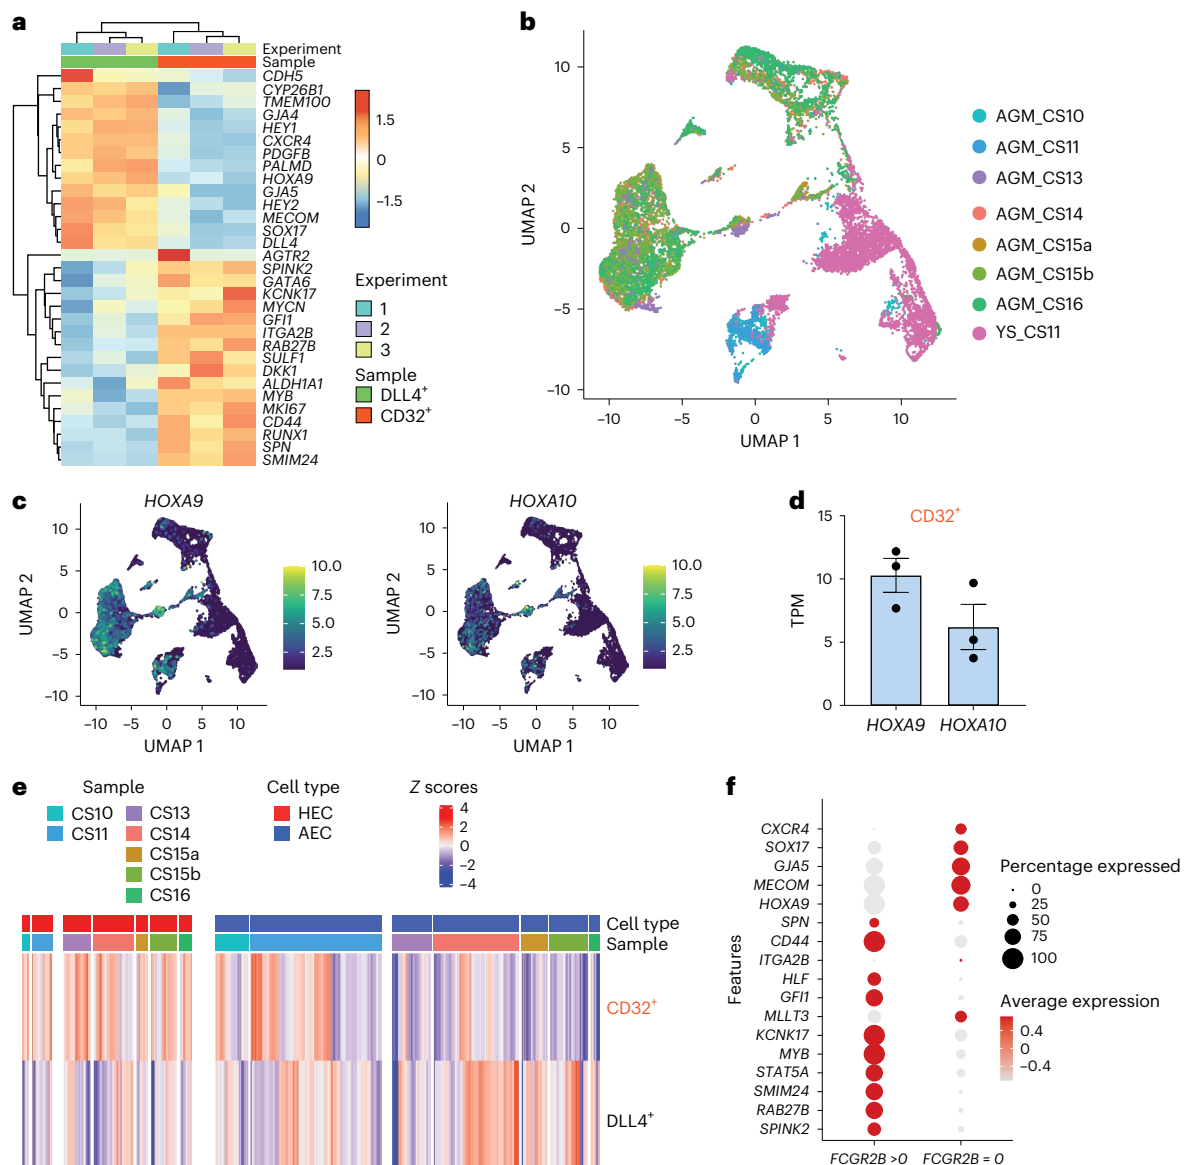 a
Experiment
Sample
CDH5
CYP26B1
TMEM100
GJA4
HEY1
CXCR4
PDGFB
PALMD
HOXA9
GJA5
HEY2
MECOM
SOX17
DLL4
AGTR2
SPINK2
GATA6
KCNK17
MYCN
GFI1
ITGA2B
RAB27B
SULF1
DKK1
ALDH1A1
MYB
MKI67
CD44
RUNX1
SPN
SMIM24
1.5
0
−1.5
Experiment
1
2
3
Sample
DLL4+
CD32+
b
10
5
0
−5
−10
UMAP 2
−10 −5 0 5 10
UMAP 1
AGM_CS10
AGM_CS11
AGM_CS13
AGM_CS14
AGM_CS15a
AGM_CS15b
AGM_CS16
YS_CS11
c
HOXA9
10
5
0
−5
−10
UMAP 2
−10 −5 0 5 10
UMAP 1
10.0
7.5
5.0
2.5
HOXA10
10
5
0
−5
−10
UMAP 2
−10 −5 0 5 10
UMAP 1
10.0
7.5
5.0
2.5
d
CD32+
15
10
5
0
TPM
HOXA9 HOXA10
e
Sample
CS10
CS11
CS13
CS14
CS15a
CS15b
CS16
Cell type
HEC
AEC
Z scores
4
2
0
−2
−4
Cell type
Sample
CD32+
DLL4+
f
Features
CXCR4
SOX17
GJA5
MECOM
HOXA9
SPN
CD44
ITGA2B
HLF
GFI1
MLLT3
KCNK17
MYB
STAT5A
SMIM24
RAB27B
SPINK2
FCGR2B >0 FCGR2B = 0
Percentage expressed
0
25
50
75
100
Average expression
0.4
0
−0.4